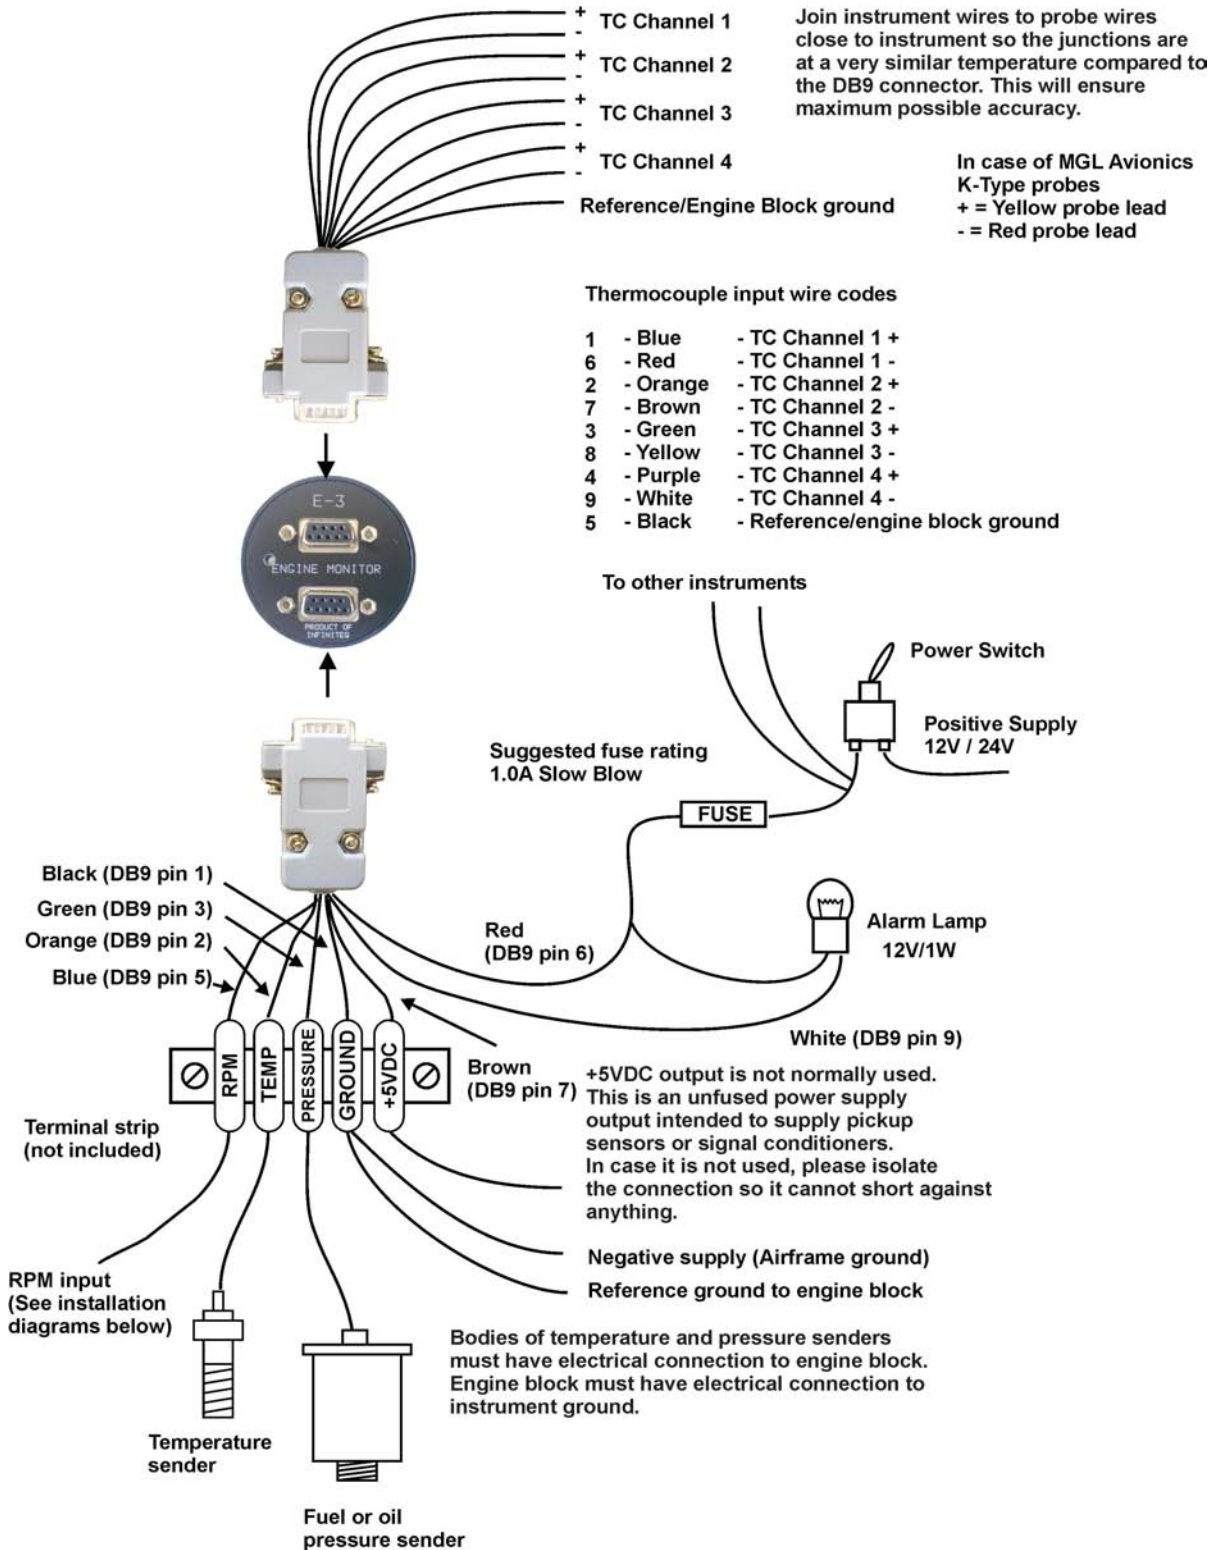 + TC Channel 1
-
+ TC Channel 2
-
+ TC Channel 3
-
+ TC Channel 4
-
Reference/Engine Block ground
Join instrument wires to probe wires
close to instrument so the junctions are
at a very similar temperature compared to
the DB9 connector. This will ensure
maximum possible accuracy.
In case of MGL Avionics
K-Type probes
+ = Yellow probe lead
- = Red probe lead
Thermocouple input wire codes
1 - Blue - TC Channel 1 +
6 - Red - TC Channel 1 -
2 - Orange - TC Channel 2 +
7 - Brown - TC Channel 2 -
3 - Green - TC Channel 3 +
8 - Yellow - TC Channel 3 -
4 - Purple - TC Channel 4 +
9 - White - TC Channel 4 -
5 - Black - Reference/engine block ground
E-3
ENGINE MONITOR
PRODUCT OF
INFINITEQ
To other instruments
Power Switch
Positive Supply
12V / 24V
Suggested fuse rating
1.0A Slow Blow
FUSE
Black (DB9 pin 1)
Green (DB9 pin 3)
Orange (DB9 pin 2)
Blue (DB9 pin 5)
Red
(DB9 pin 6)
Alarm Lamp
12V/1W
White (DB9 pin 9)
Brown
(DB9 pin 7)
RPM
TEMP
PRESSURE
GROUND
+5VDC
Terminal strip
(not included)
+5VDC output is not normally used.
This is an unfused power supply
output intended to supply pickup
sensors or signal conditioners.
In case it is not used, please isolate
the connection so it cannot short against
anything.
Negative supply (Airframe ground)
Reference ground to engine block
RPM input
(See installation
diagrams below)
Bodies of temperature and pressure senders
must have electrical connection to engine block.
Engine block must have electrical connection to
instrument ground.
Temperature
sender
Fuel or oil
pressure sender